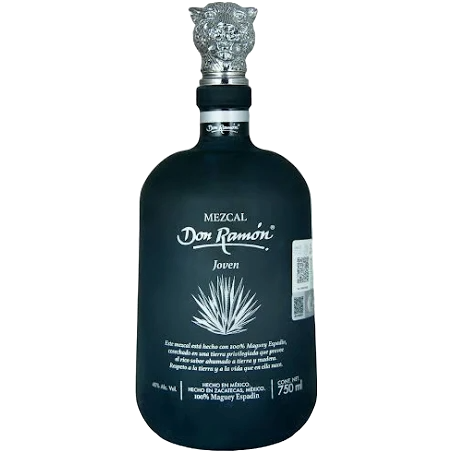 Don Ramón
MEZCAL
Don Ramón®
Joven
Este mezcal está hecho con 100% Maguey Espadín,
cosechado en una tierra privilegiada que provee
el rico sabor ahumado a tierra y madera.
Respeto a la tierra y a la vida que en ella nace.
40% Alc. Vol.
HECHO EN MÉXICO.
HECHO EN ZACATECAS, MÉXICO.
100% Maguey Espadín
CONT. NET.
750 ml